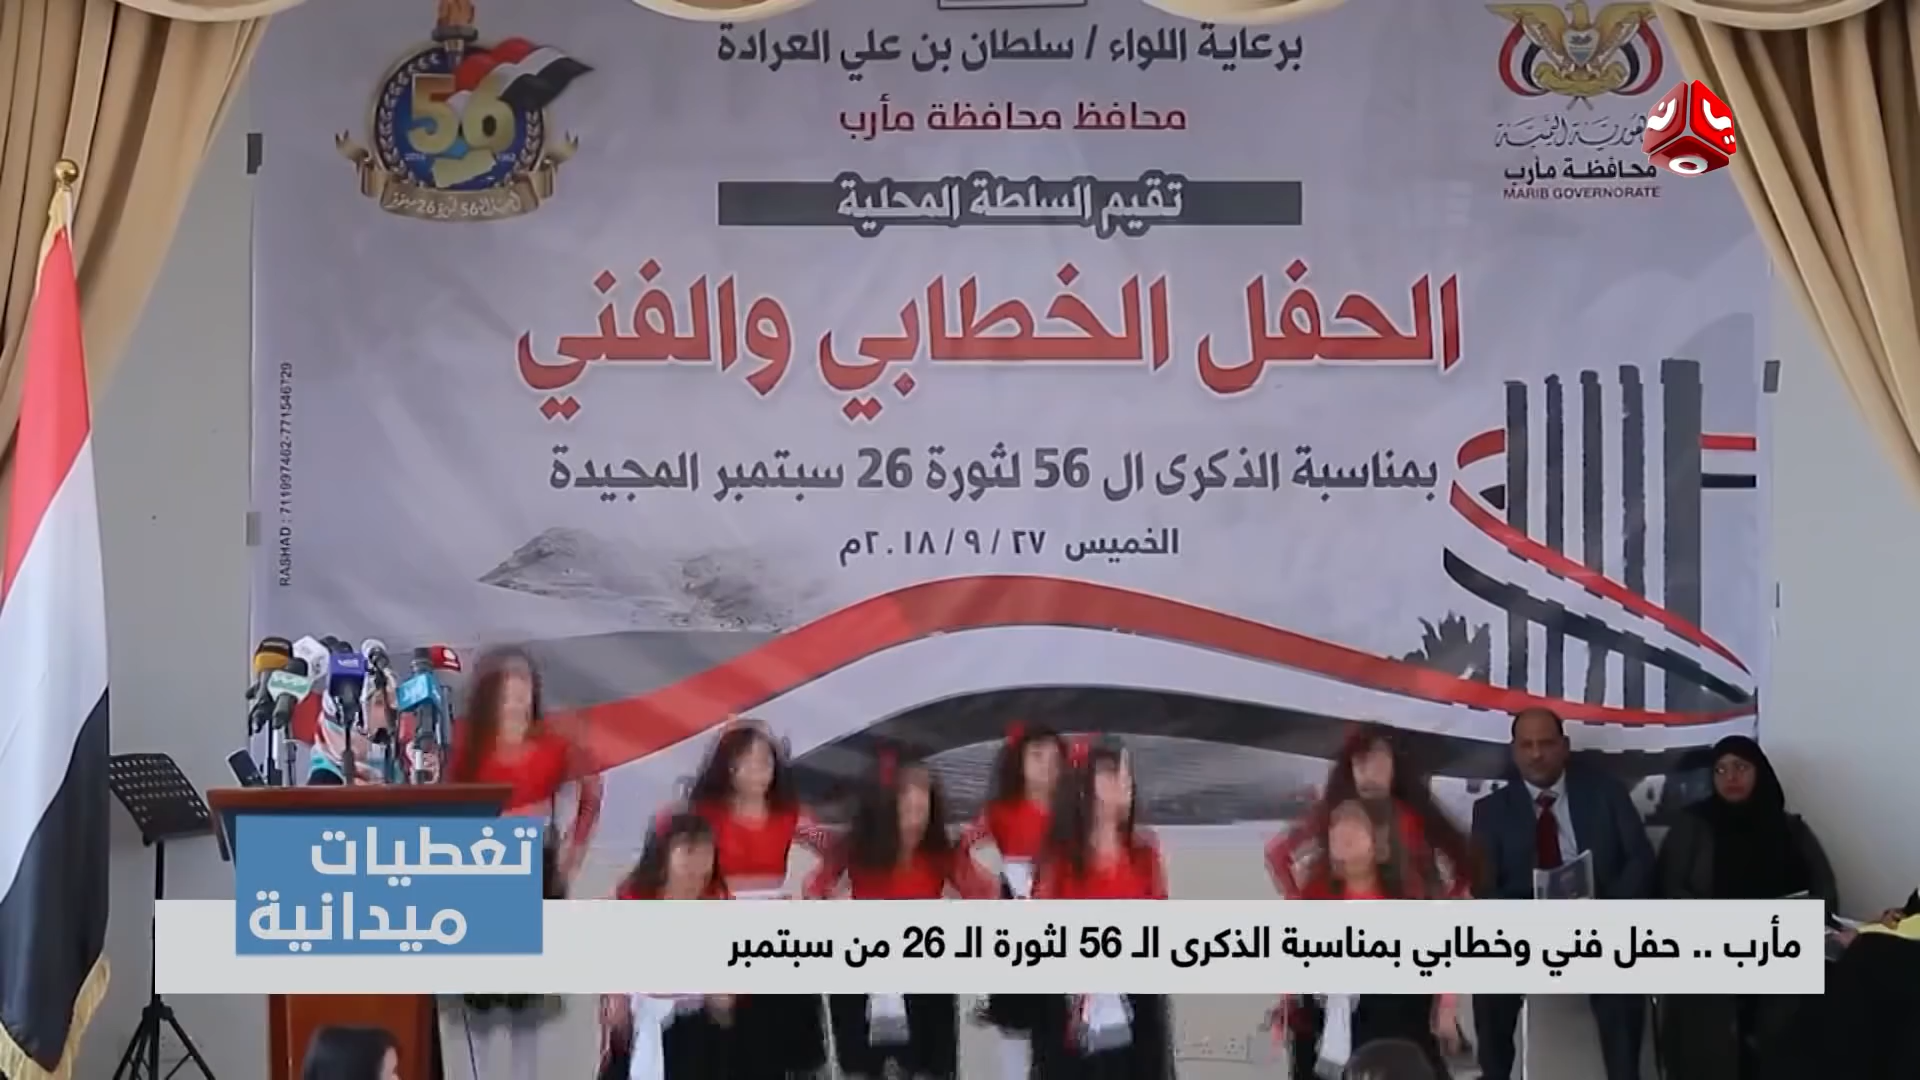 برعاية اللواء / سلطان بن علي العرادة
محافظ محافظة مأرب
تقيم السلطة المحلية
الحفل الخطابي والفني
بمناسبة الذكرى ال 56 لثورة 26 سبتمبر المجيدة
الخميس ٢٧ / ٩ / ٢٠١٨م
56
محافظة مأرب
MARIB GOVERNORATE
تغطيات
ميدانية
مأرب .. حفل فني وخطابي بمناسبة الذكرى الـ 56 لثورة الـ 26 من سبتمبر